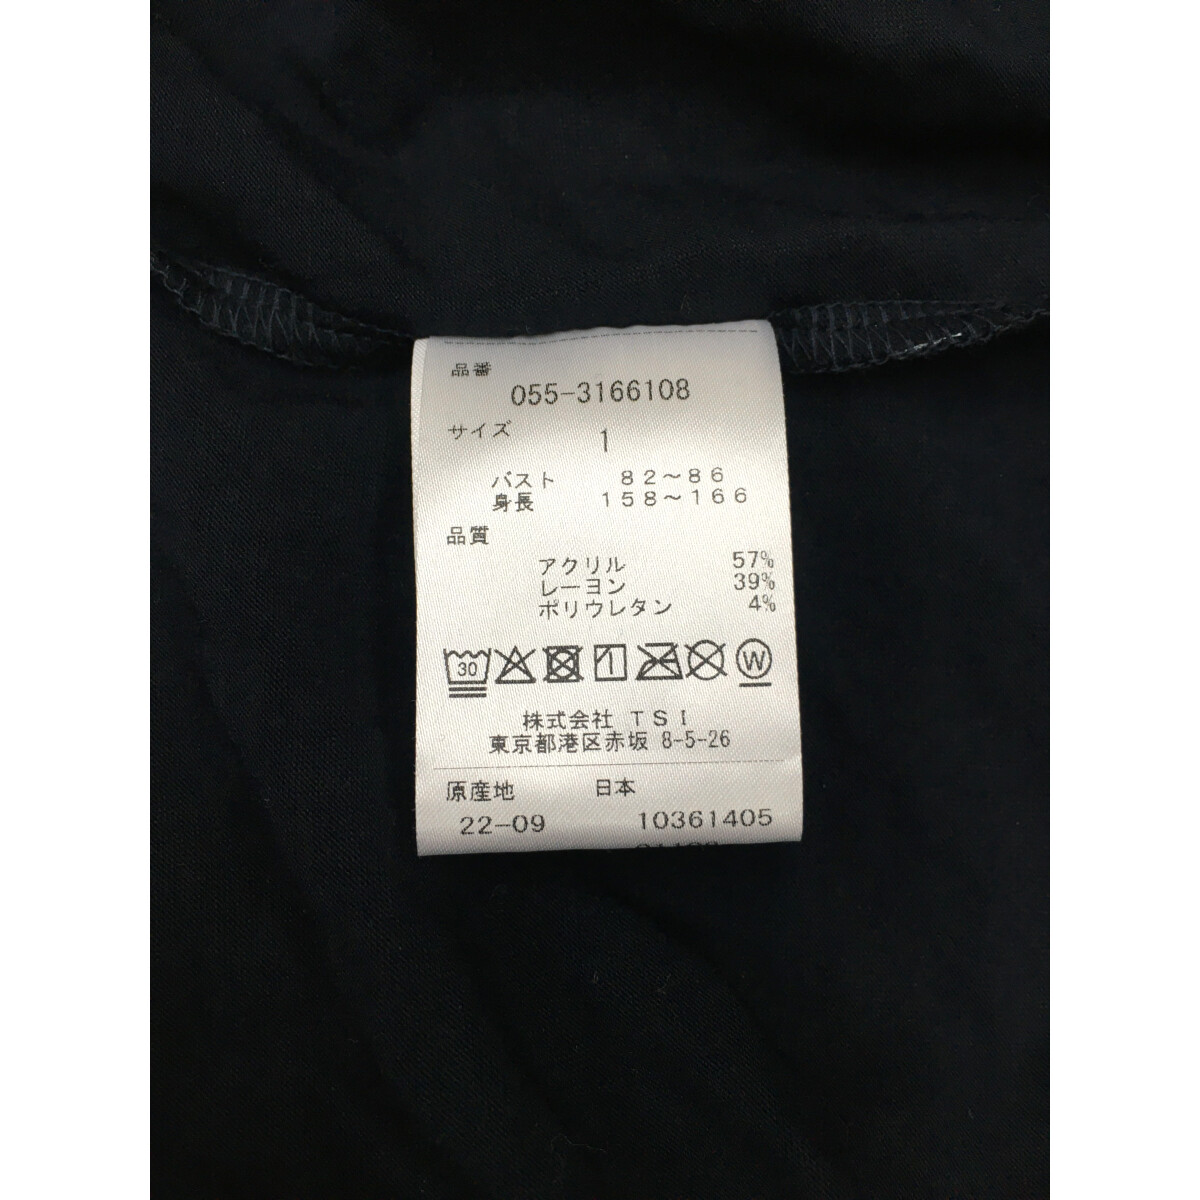 品番
055-3166108
サイズ 1
バスト 82〜86
身長 158〜166
品質
アクリル 57%
レーヨン 39%
ポリウレタン 4%
30 W
株式会社 TSI
東京都港区赤坂 8-5-26
原産地 日本
22-09 10361405